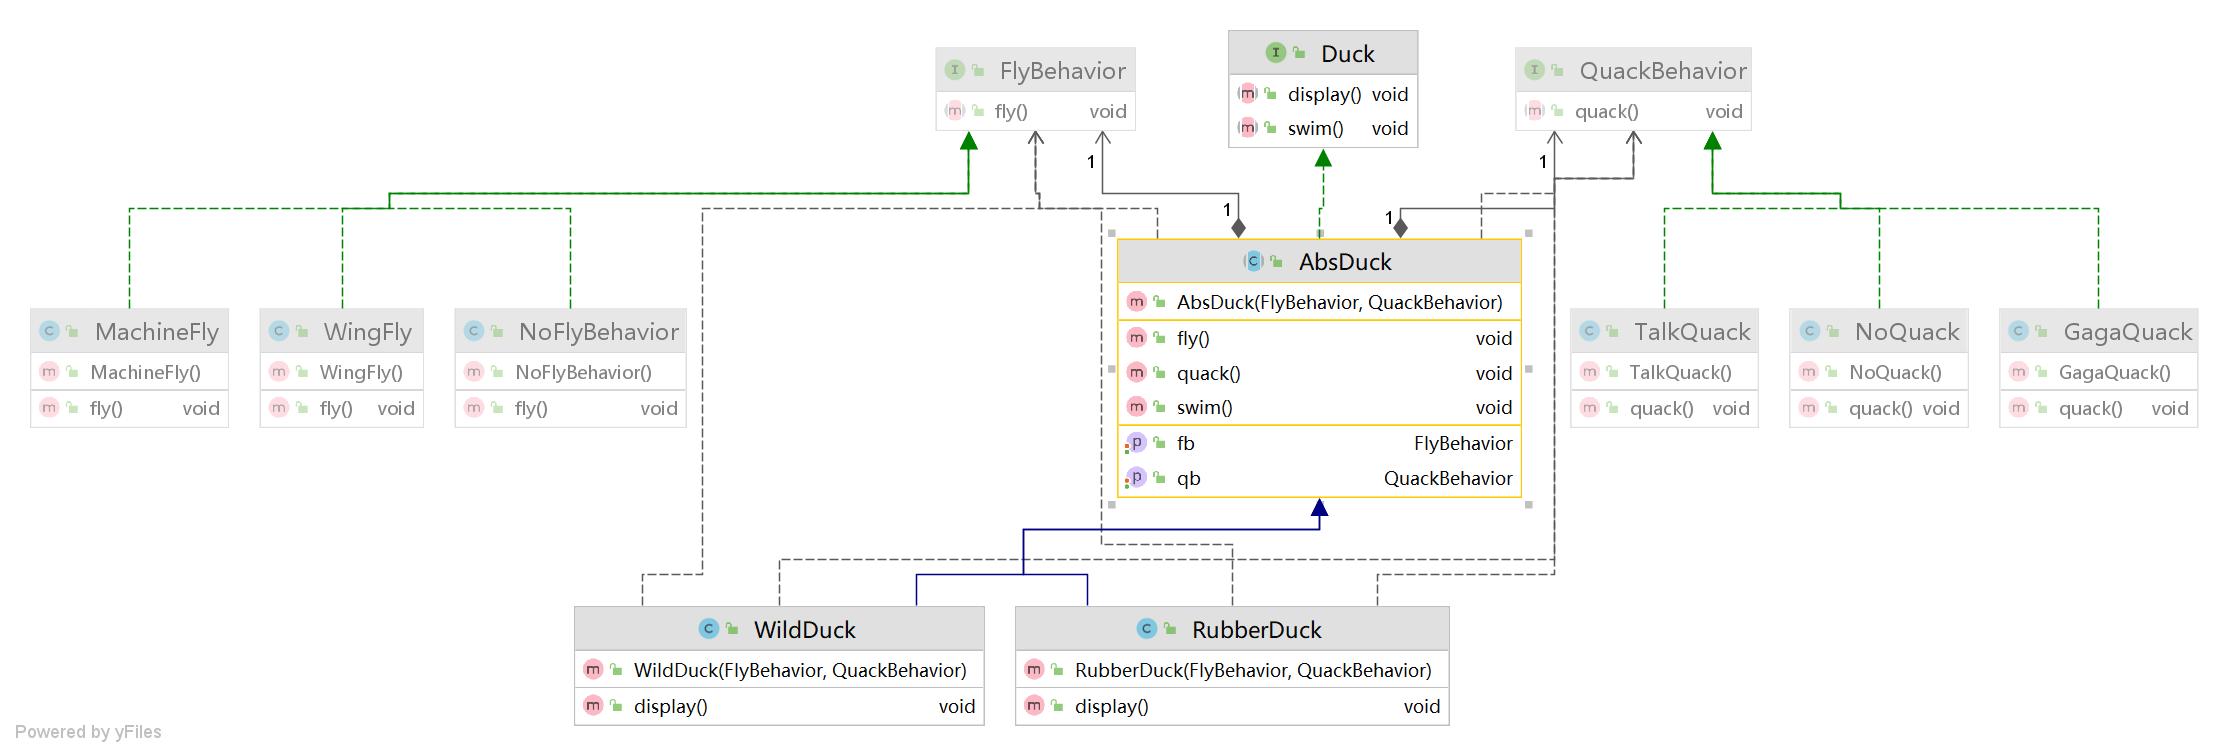 FlyBehavior
fly() void
Duck
display() void
swim() void
QuackBehavior
quack() void
1
1
1
1
AbsDuck
AbsDuck(FlyBehavior, QuackBehavior)
fly() void
quack() void
swim() void
fb FlyBehavior
qb QuackBehavior
MachineFly
MachineFly()
fly() void
WingFly
WingFly()
fly() void
NoFlyBehavior
NoFlyBehavior()
fly() void
TalkQuack
TalkQuack()
quack() void
NoQuack
NoQuack()
quack() void
GagaQuack
GagaQuack()
quack() void
WildDuck
WildDuck(FlyBehavior, QuackBehavior)
display() void
RubberDuck
RubberDuck(FlyBehavior, QuackBehavior)
display() void
Powered by yFiles